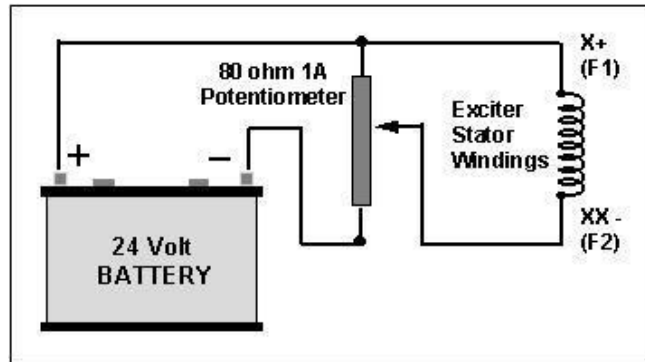 80 ohm 1A
Potentiometer
X+
(F1)
Exciter
Stator
Windings
+
−
XX -
(F2)
24 Volt
BATTERY